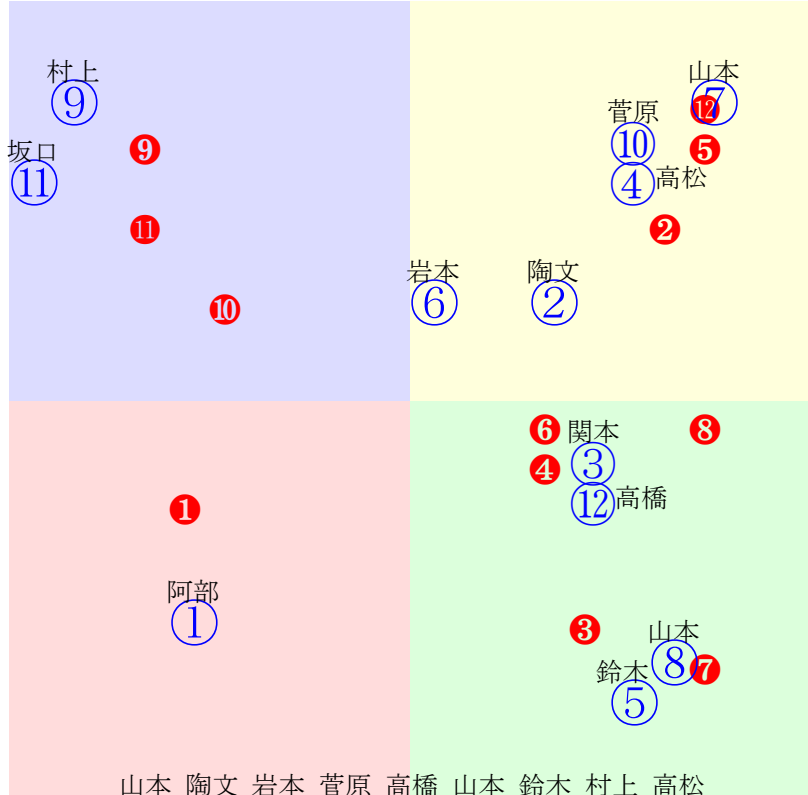 村上
⑨
山本
⑫
⑦
菅原
⑩
❾
❺
坂口
⑪
④
高松
⓫
❷
岩本
陶文
⑥
②
❿
❻
関本
❽
❹
③
⑫
高橋
❶
阿部
①
❸
山本
⑧
❼
鈴木
⑤
山本 陶文 岩本 菅原 高橋 山本 鈴木 村上 高松